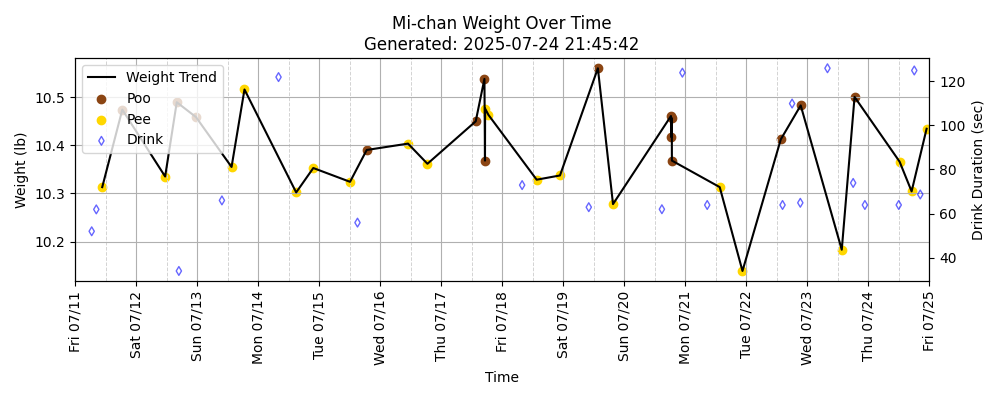 Mi-chan Weight Over Time
Generated: 2025-07-24 21:45:42
Weight Trend
Poo
Pee
Drink
10.5
10.4
10.3
10.2
Weight (lb)
120
100
80
60
40
Drink Duration (sec)
Fri 07/11
Sat 07/12
Sun 07/13
Mon 07/14
Tue 07/15
Wed 07/16
Thu 07/17
Fri 07/18
Sat 07/19
Sun 07/20
Mon 07/21
Tue 07/22
Wed 07/23
Thu 07/24
Fri 07/25
Time